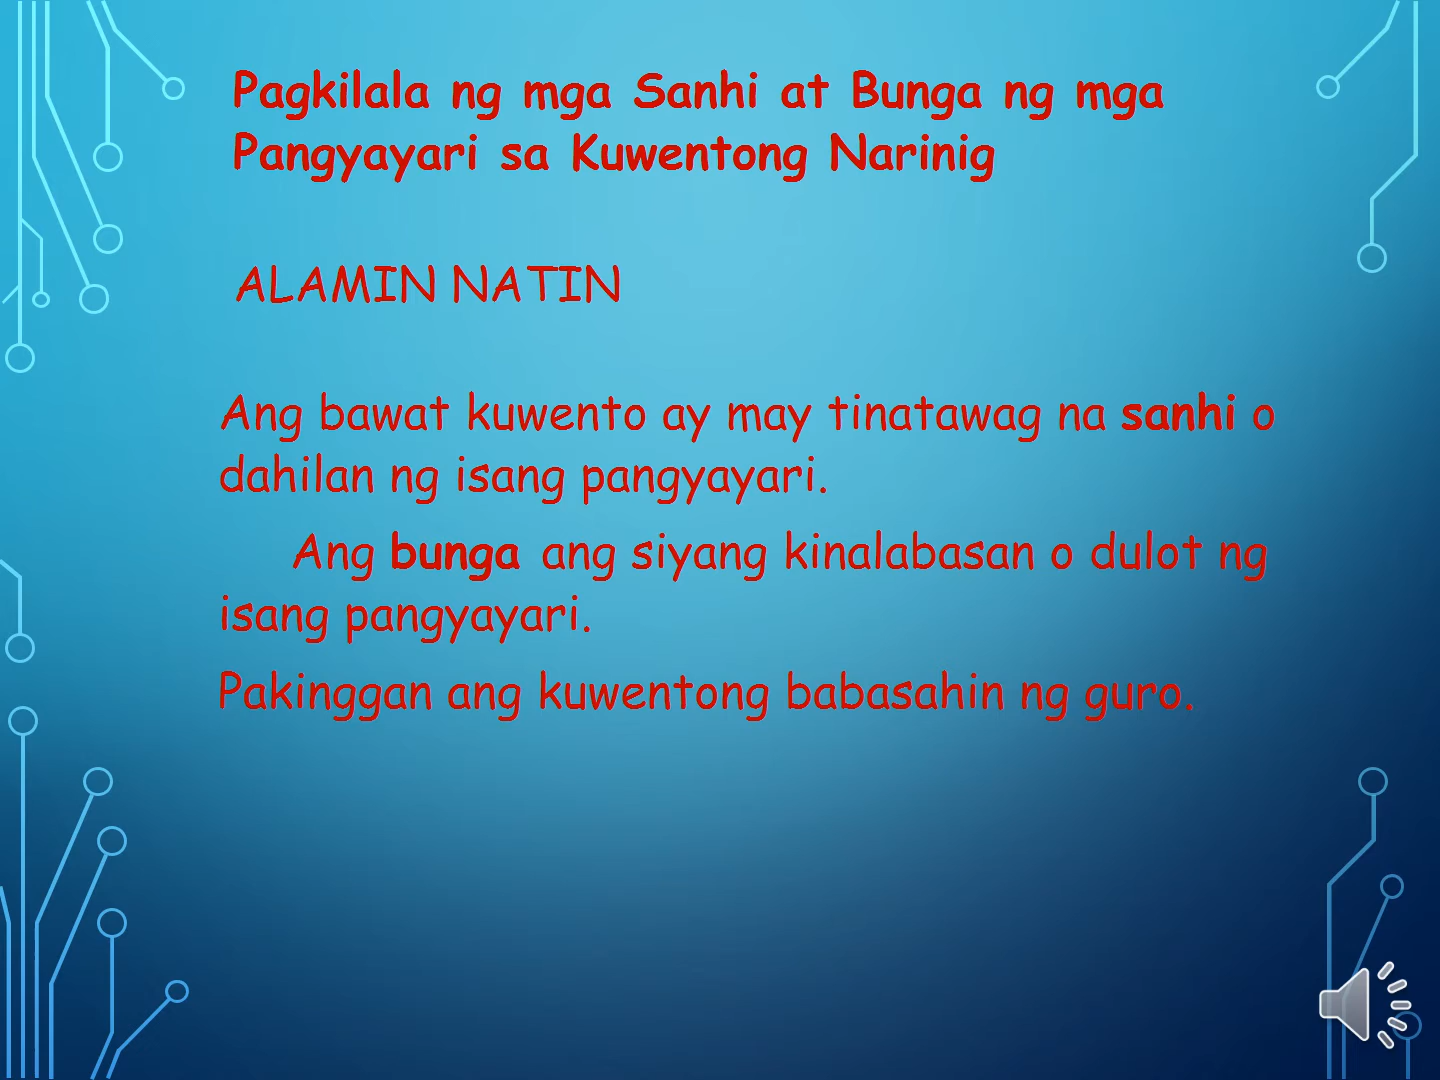 Pagkilala ng mga Sanhi at Bunga ng mga
Pangyayari sa Kuwentong Narinig
ALAMIN NATIN
Ang bawat kuwento ay may tinatawag na sanhi o
dahilan ng isang pangyayari.
Ang bunga ang siyang kinalabasan o dulot ng
isang pangyayari.
Pakinggan ang kuwentong babasahin ng guro.